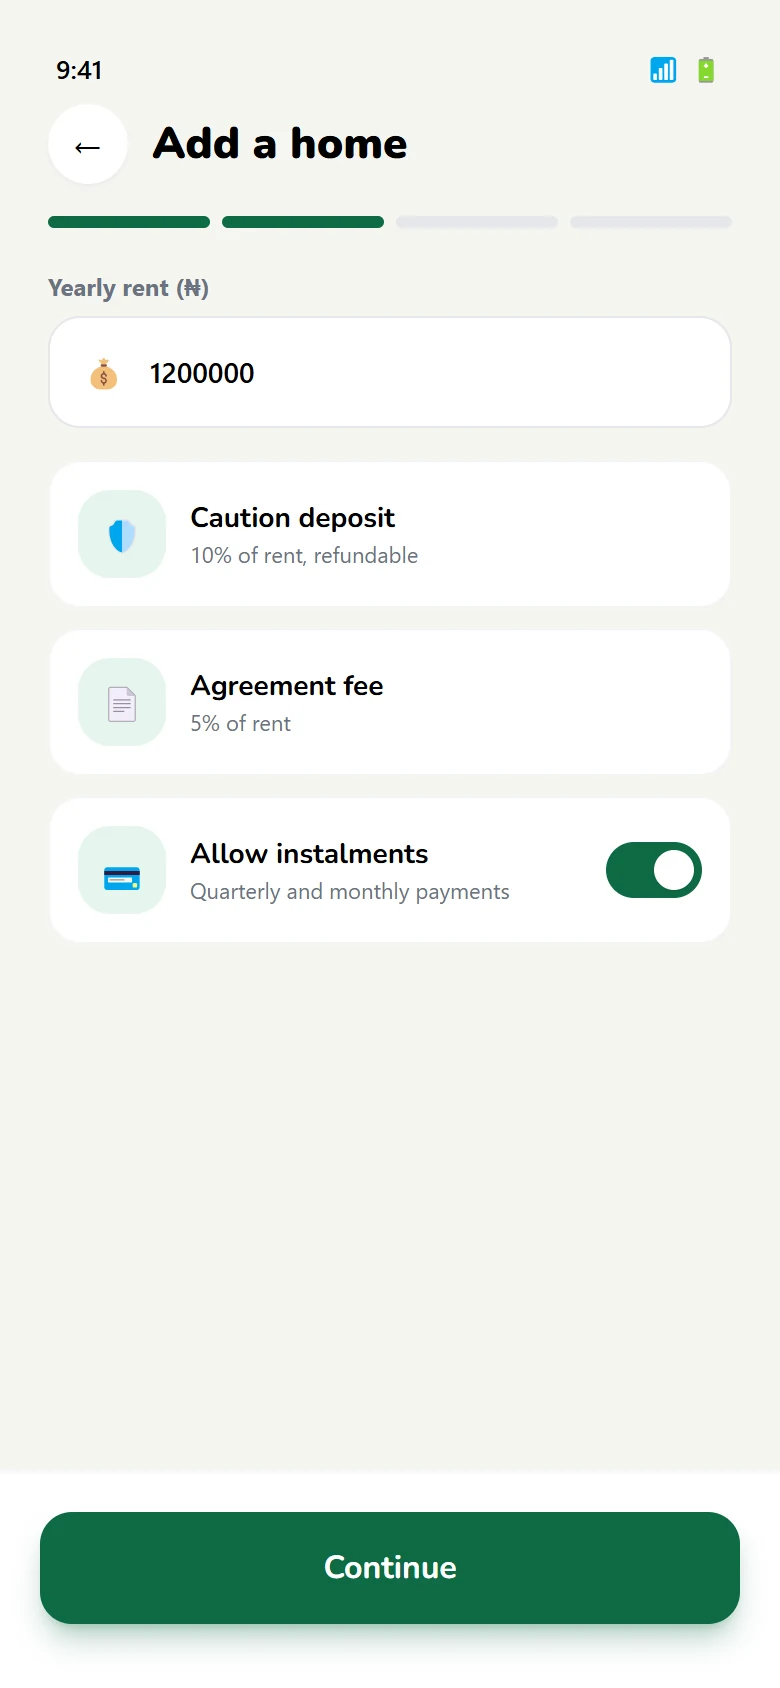 9:41
← Add a home
Yearly rent (₦)
1200000
Caution deposit
10% of rent, refundable
Agreement fee
5% of rent
Allow instalments
Quarterly and monthly payments
Continue